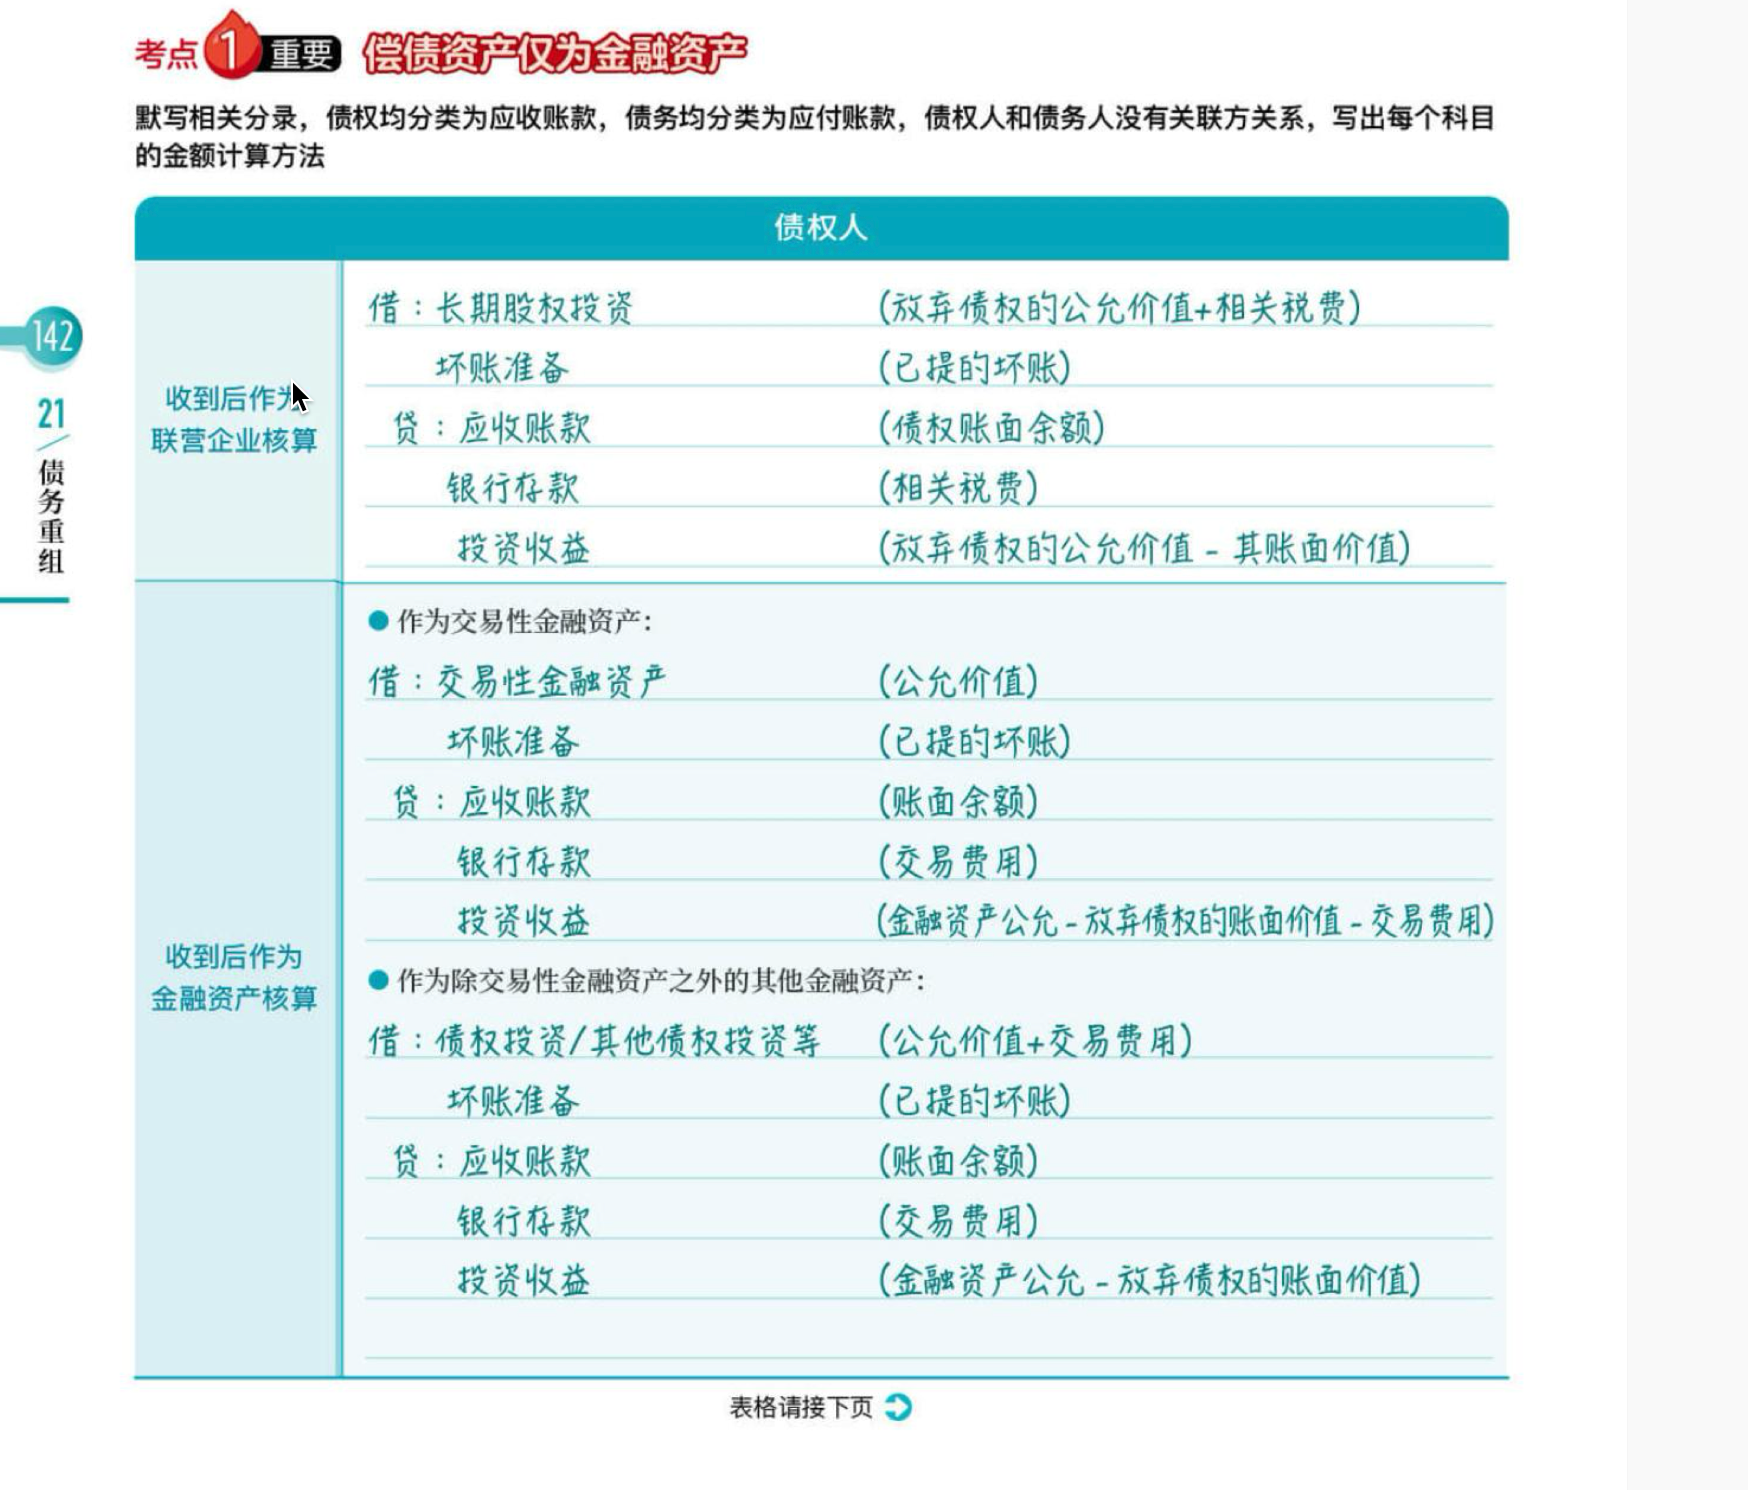 考点1重要 偿债资产仅为金融资产
默写相关分录，债权均分类为应收账款，债务均分类为应付账款，债权人和债务人没有关联方关系，写出每个科目
的金额计算方法
债权人
142
21
债务重组
收到后作为
联营企业核算
借：长期股权投资 (放弃债权的公允价值+相关税费)
坏账准备 (已提的坏账)
贷：应收账款 (债权账面余额)
银行存款 (相关税费)
投资收益 (放弃债权的公允价值－其账面价值)
收到后作为
金融资产核算
●作为交易性金融资产：
借：交易性金融资产 (公允价值)
坏账准备 (已提的坏账)
贷：应收账款 (账面余额)
银行存款 (交易费用)
投资收益 (金融资产公允－放弃债权的账面价值－交易费用)
●作为除交易性金融资产之外的其他金融资产：
借：债权投资/其他债权投资等 (公允价值+交易费用)
坏账准备 (已提的坏账)
贷：应收账款 (账面余额)
银行存款 (交易费用)
投资收益 (金融资产公允－放弃债权的账面价值)
表格请接下页